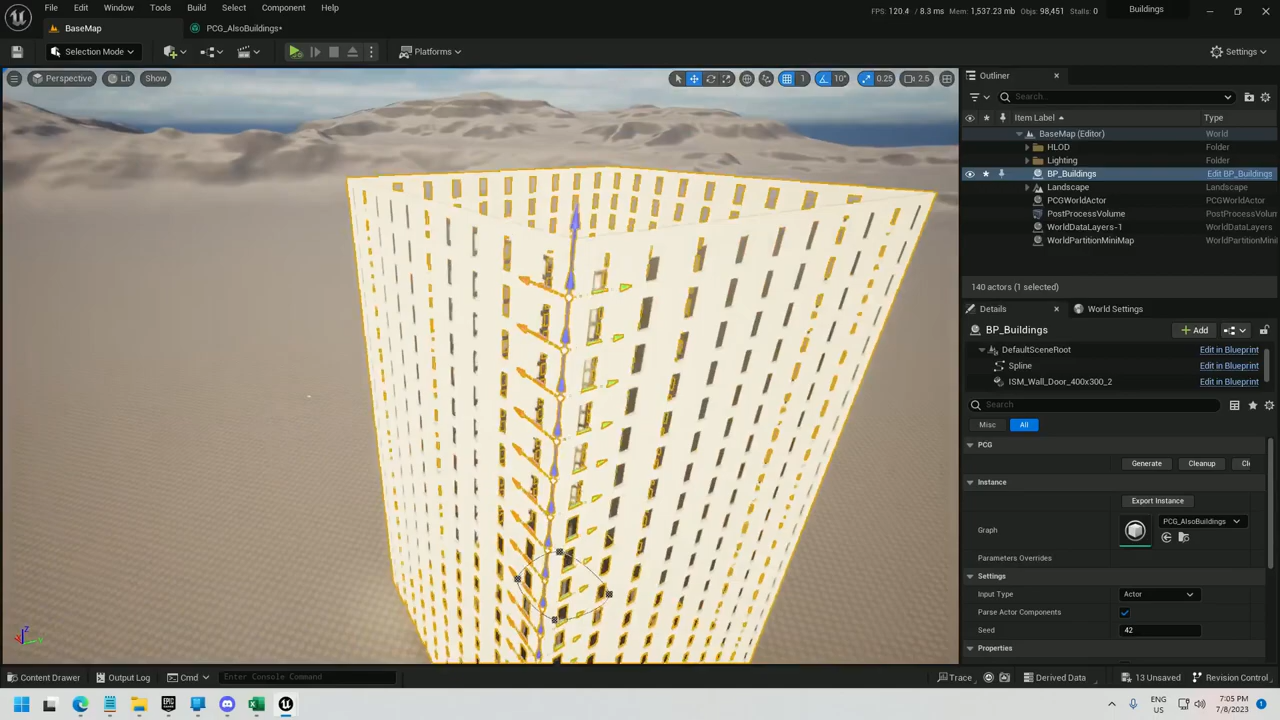 File Edit Window Tools Build Select Component Help
FPS: 120.4 / 8.3 ms Mem: 1,537.23 mb Objs: 98,451 Stalls: 0
Buildings
BaseMap
PCG_AlsoBuildings*
Selection Mode
Platforms
Settings
Perspective
Lit
Show
1
10°
0.25
2.5
Outliner
Search...
Item Label
Type
BaseMap (Editor) World
HLOD Folder
Lighting Folder
BP_Buildings Edit BP_Buildings
Landscape Landscape
PCGWorldActor PCGWorldActor
PostProcessVolume PostProcessVolume
WorldDataLayers-1 WorldDataLayers
WorldPartitionMiniMap WorldPartitionMini
140 actors (1 selected)
Details
World Settings
BP_Buildings
Add
DefaultSceneRoot Edit in Blueprint
Spline Edit in Blueprint
ISM_Wall_Door_400x300_2 Edit in Blueprint
Search
Misc
All
PCG
Generate
Cleanup
Cl
Instance
Export Instance
Graph
PCG_AlsoBuildings
Parameters Overrides
Settings
Input Type Actor
Parse Actor Components
Seed 42
Properties
Content Drawer
Output Log
Cmd
Enter Console Command
Trace
Derived Data
13 Unsaved
Revision Control
ENG
US
7:05 PM
7/8/2023